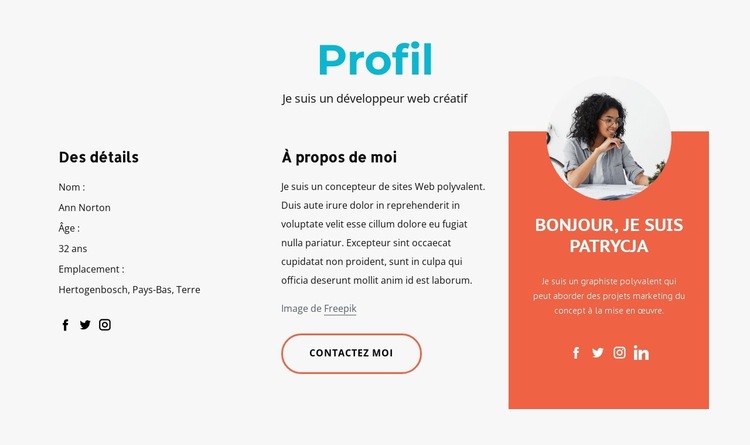 Profil
Je suis un développeur web créatif
Des détails
Nom :
Ann Norton
Âge :
32 ans
Emplacement :
Hertogenbosch, Pays-Bas, Terre
À propos de moi
Je suis un concepteur de sites Web polyvalent.
Duis aute irure dolor in reprehenderit in
voluptate velit esse cillum dolore eu fugiat
nulla pariatur. Excepteur sint occaecat
cupidatat non proident, sunt in culpa qui
officia deserunt mollit anim id est laborum.
Image de Freepik
CONTACTEZ MOI
BONJOUR, JE SUIS
PATRYCJA
Je suis un graphiste polyvalent qui
peut aborder des projets marketing du
concept à la mise en œuvre.